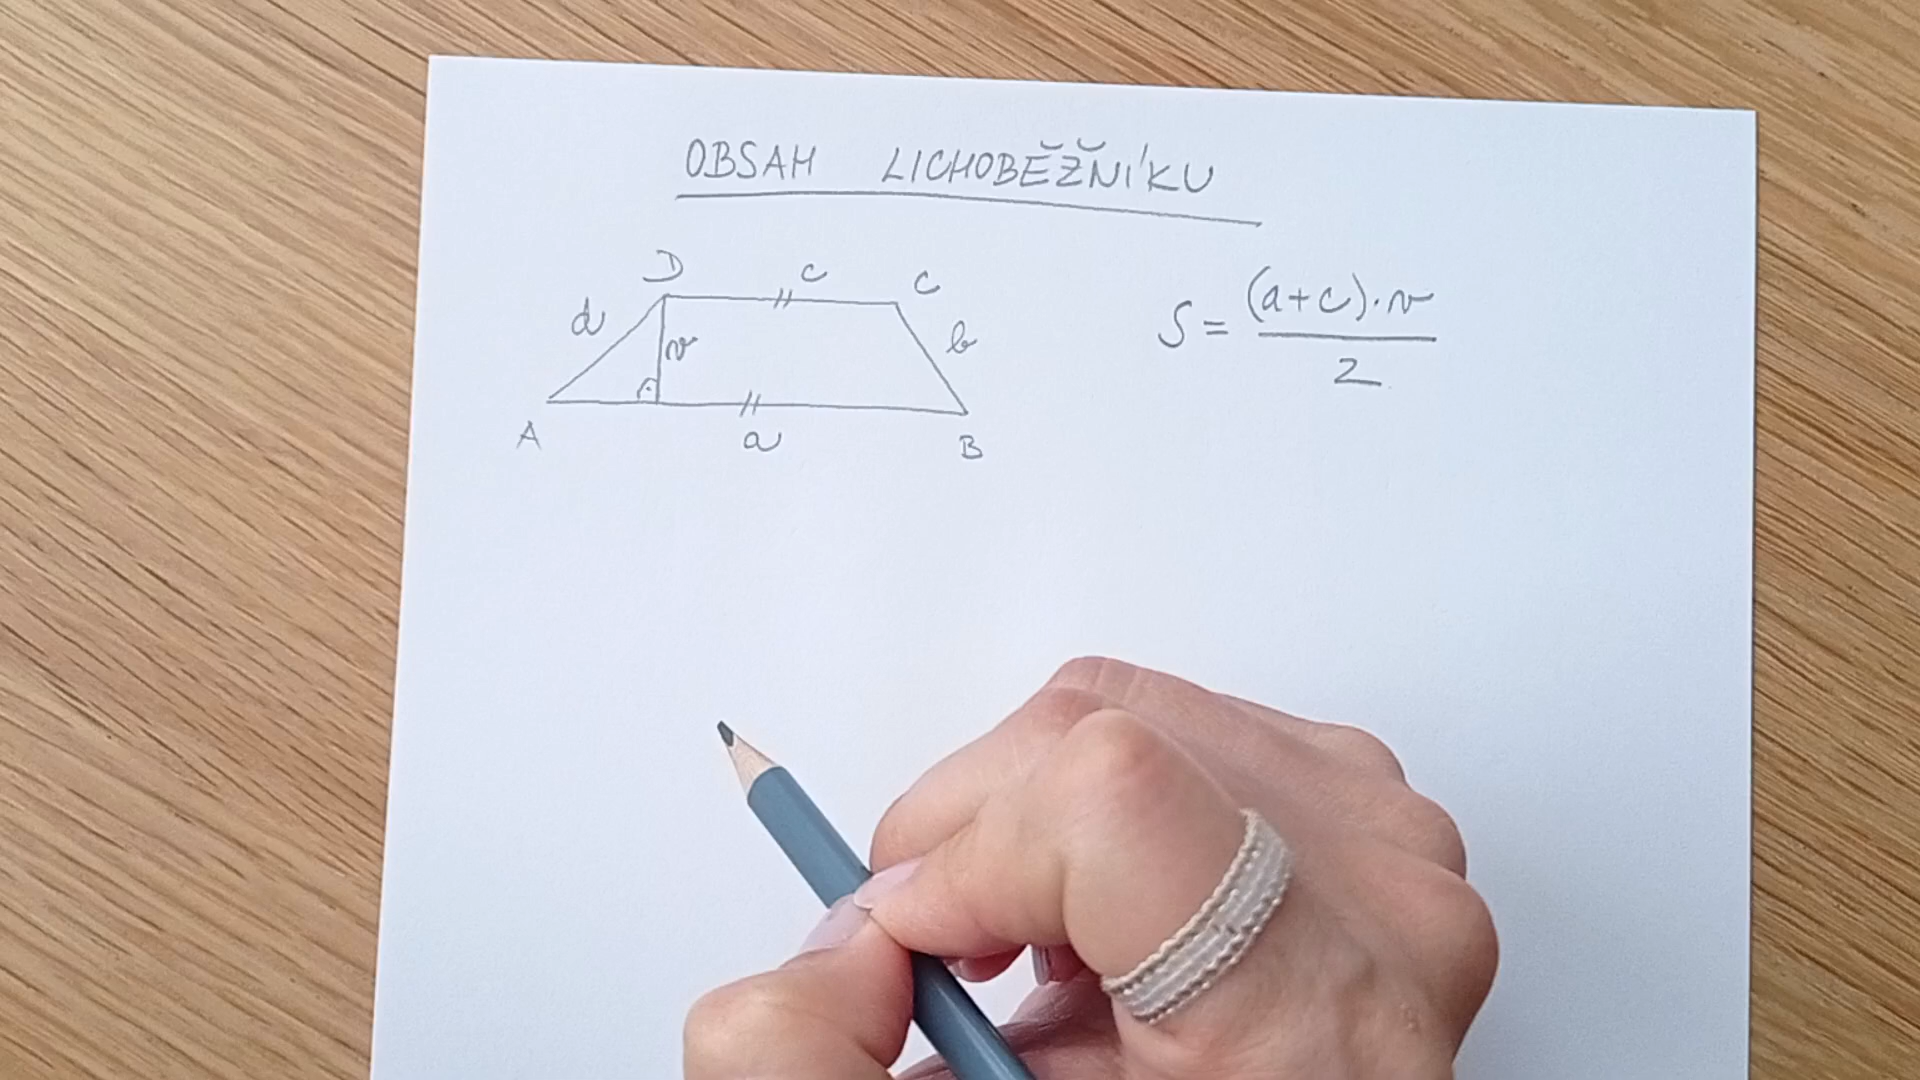 OBSAH LICHOBĚŽNÍKU
D c C
d v b
A a B
S = (a+c)·v / 2